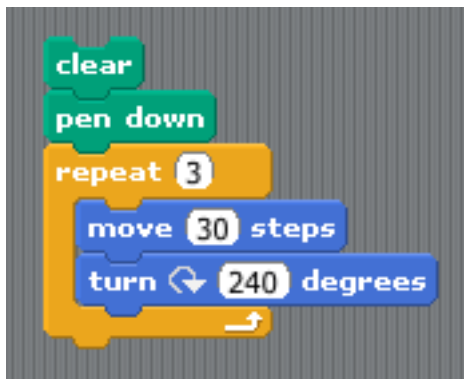 clear
pen down
repeat 3
move 30 steps
turn 240 degrees